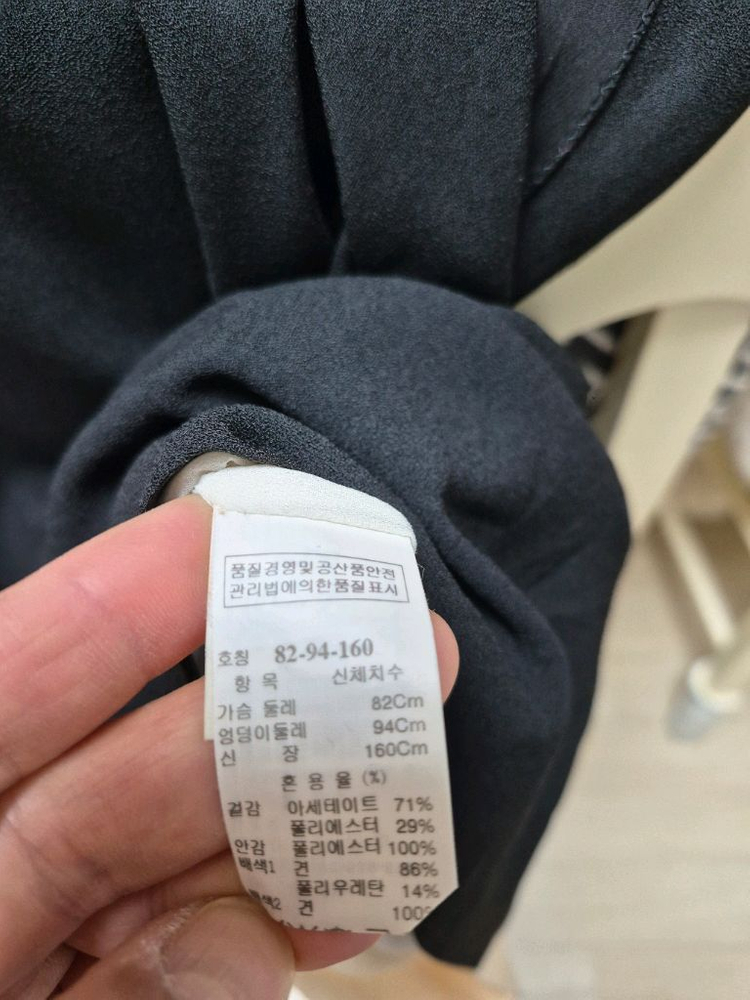 품질경영및공산품안전
관리법에의한품질표시
호칭 82-94-160
항 목 신체치수
가슴 둘레 82Cm
엉덩이둘레 94Cm
신 장 160Cm
혼 용 율 (%)
겉감 아세테이트 71%
폴리에스터 29%
안감 폴리에스터 100%
배색1 견 86%
폴리우레탄 14%
배색2 견 100%